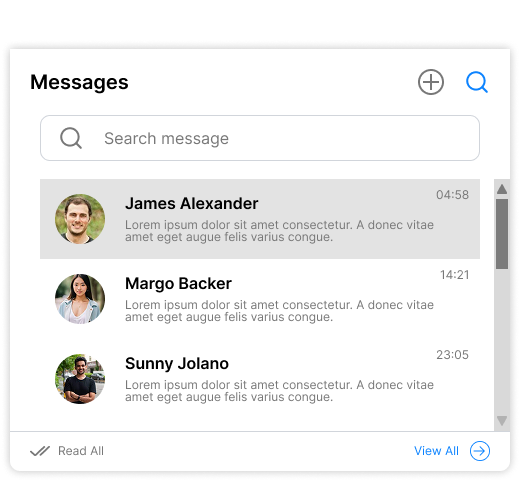 Messages
Search message
James Alexander
04:58
Lorem ipsum dolor sit amet consectetur. A donec vitae
amet eget augue felis varius congue.
Margo Backer
14:21
Lorem ipsum dolor sit amet consectetur. A donec vitae
amet eget augue felis varius congue.
Sunny Jolano
23:05
Lorem ipsum dolor sit amet consectetur. A donec vitae
amet eget augue felis varius congue.
Read All
View All